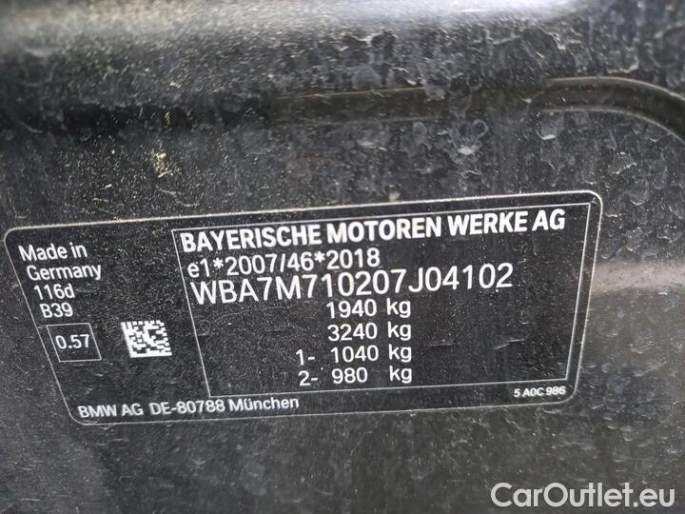 BAYERISCHE MOTOREN WERKE AG
e1*2007/46*2018
WBA7M710207J04102
1940 kg
3240 kg
1- 1040 kg
2- 980 kg
Made in
Germany
116d
B39
0.57
BMW AG DE-80788 München
5 A0C 986
CarOutlet.eu